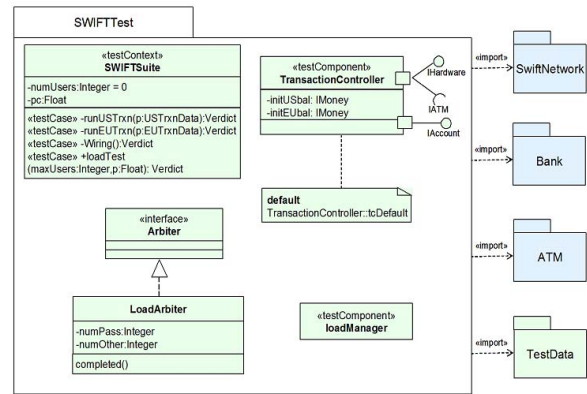 SWIFTTest
«testContext»
SWIFTSuite
-numUsers:Integer = 0
-pc:Float
«testCase» -runUSTrxn(p:USTrxnData):Verdict
«testCase» -runEUTrxn(p:EUTrxnData):Verdict
«testCase» -Wiring():Verdict
«testCase» +loadTest
(maxUsers:Integer,p:Float): Verdict
«testComponent»
TransactionController
-initUSbal: IMoney
-initEUbal: IMoney
IHardware
IATM
IAccount
default
TransactionController::tcDefault
«interface»
Arbiter
LoadArbiter
-numPass:Integer
-numOther:Integer
completed()
«testComponent»
loadManager
«import»
SwiftNetwork
«import»
Bank
«import»
ATM
«import»
TestData